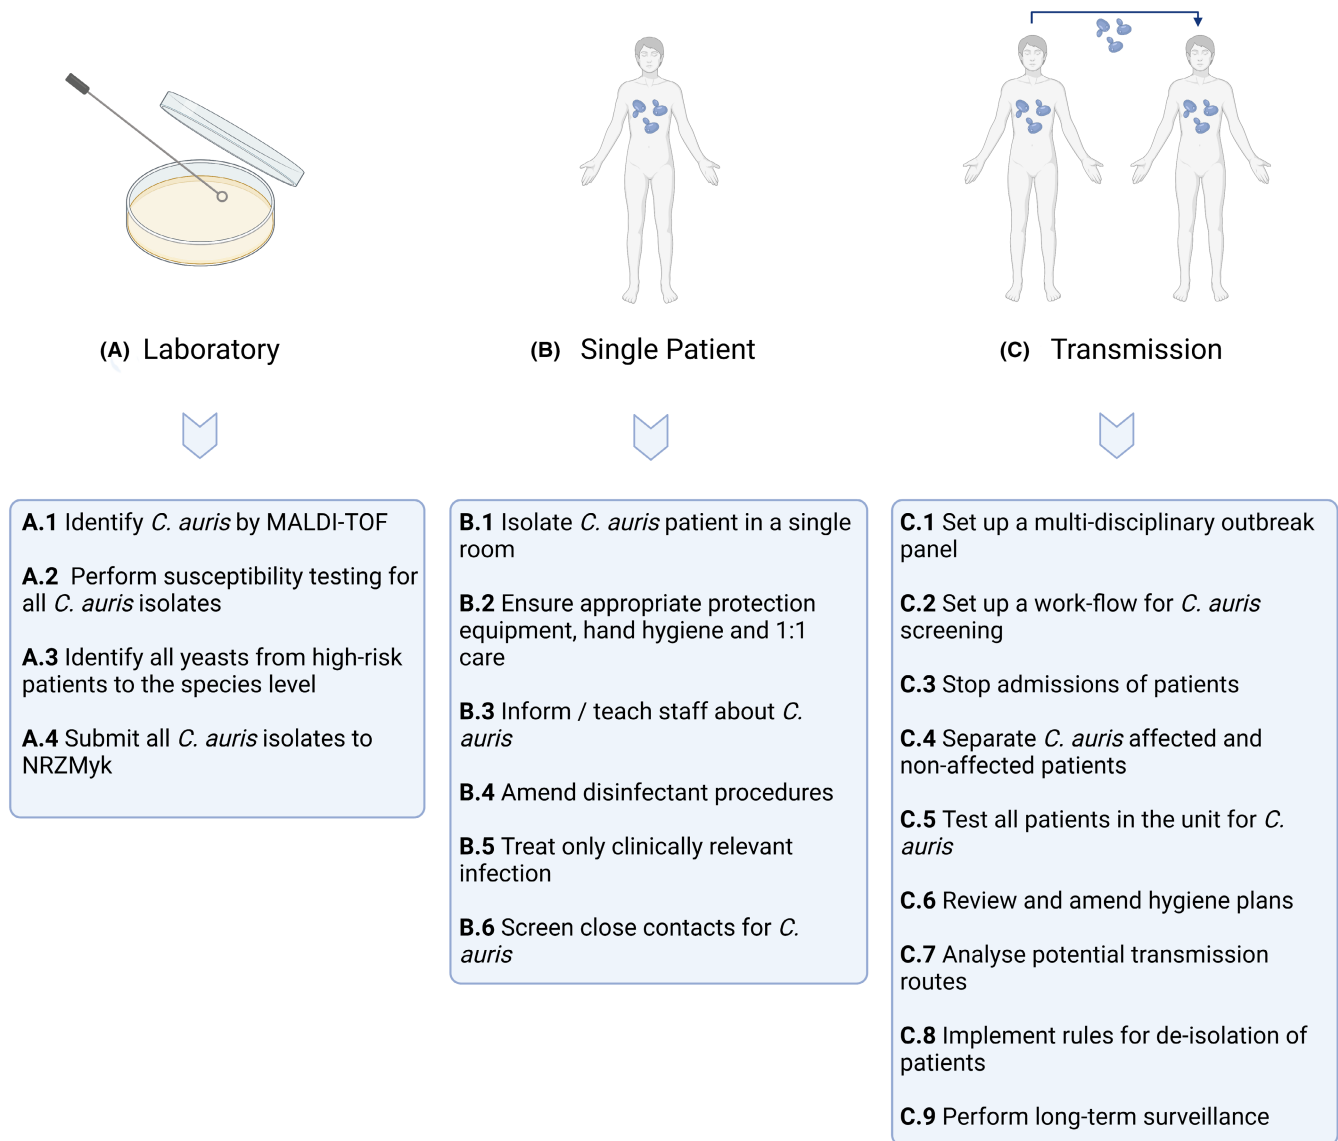 (A) Laboratory
A.1 Identify C. auris by MALDI-TOF
A.2 Perform susceptibility testing for
all C. auris isolates
A.3 Identify all yeasts from high-risk
patients to the species level
A.4 Submit all C. auris isolates to
NRZMyk
(B) Single Patient
B.1 Isolate C. auris patient in a single
room
B.2 Ensure appropriate protection
equipment, hand hygiene and 1:1
care
B.3 Inform / teach staff about C.
auris
B.4 Amend disinfectant procedures
B.5 Treat only clinically relevant
infection
B.6 Screen close contacts for C.
auris
(C) Transmission
C.1 Set up a multi-disciplinary outbreak
panel
C.2 Set up a work-flow for C. auris
screening
C.3 Stop admissions of patients
C.4 Separate C. auris affected and
non-affected patients
C.5 Test all patients in the unit for C.
auris
C.6 Review and amend hygiene plans
C.7 Analyse potential transmission
routes
C.8 Implement rules for de-isolation of
patients
C.9 Perform long-term surveillance